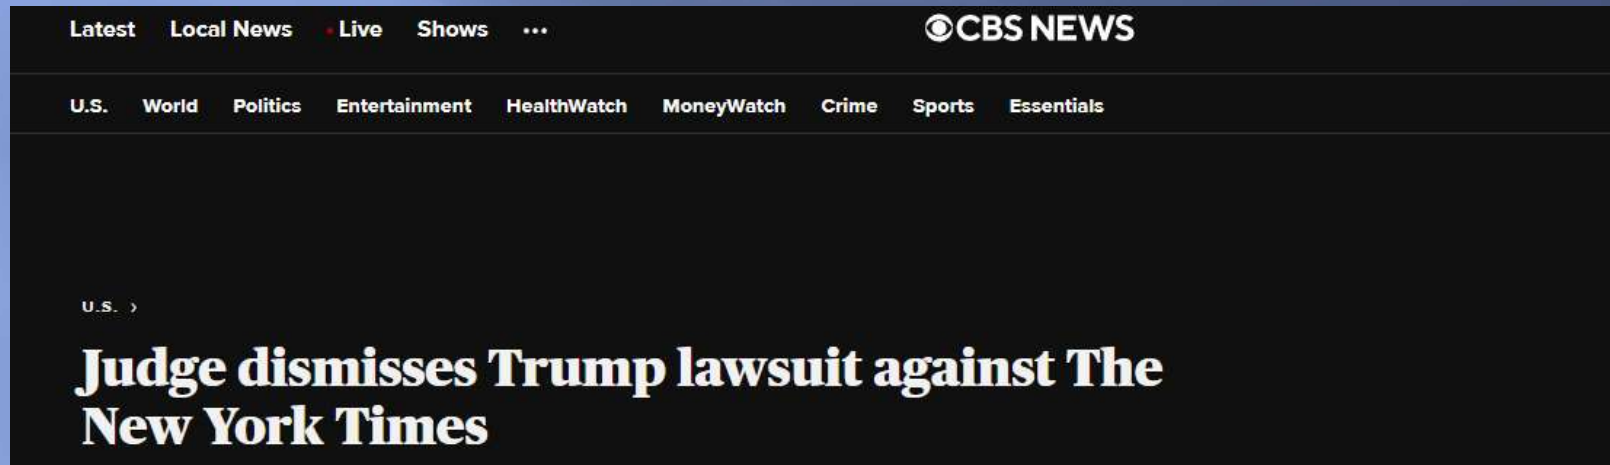 Latest Local News Live Shows •••
CBS NEWS
U.S. World Politics Entertainment HealthWatch MoneyWatch Crime Sports Essentials
U.S. ›
Judge dismisses Trump lawsuit against The
New York Times